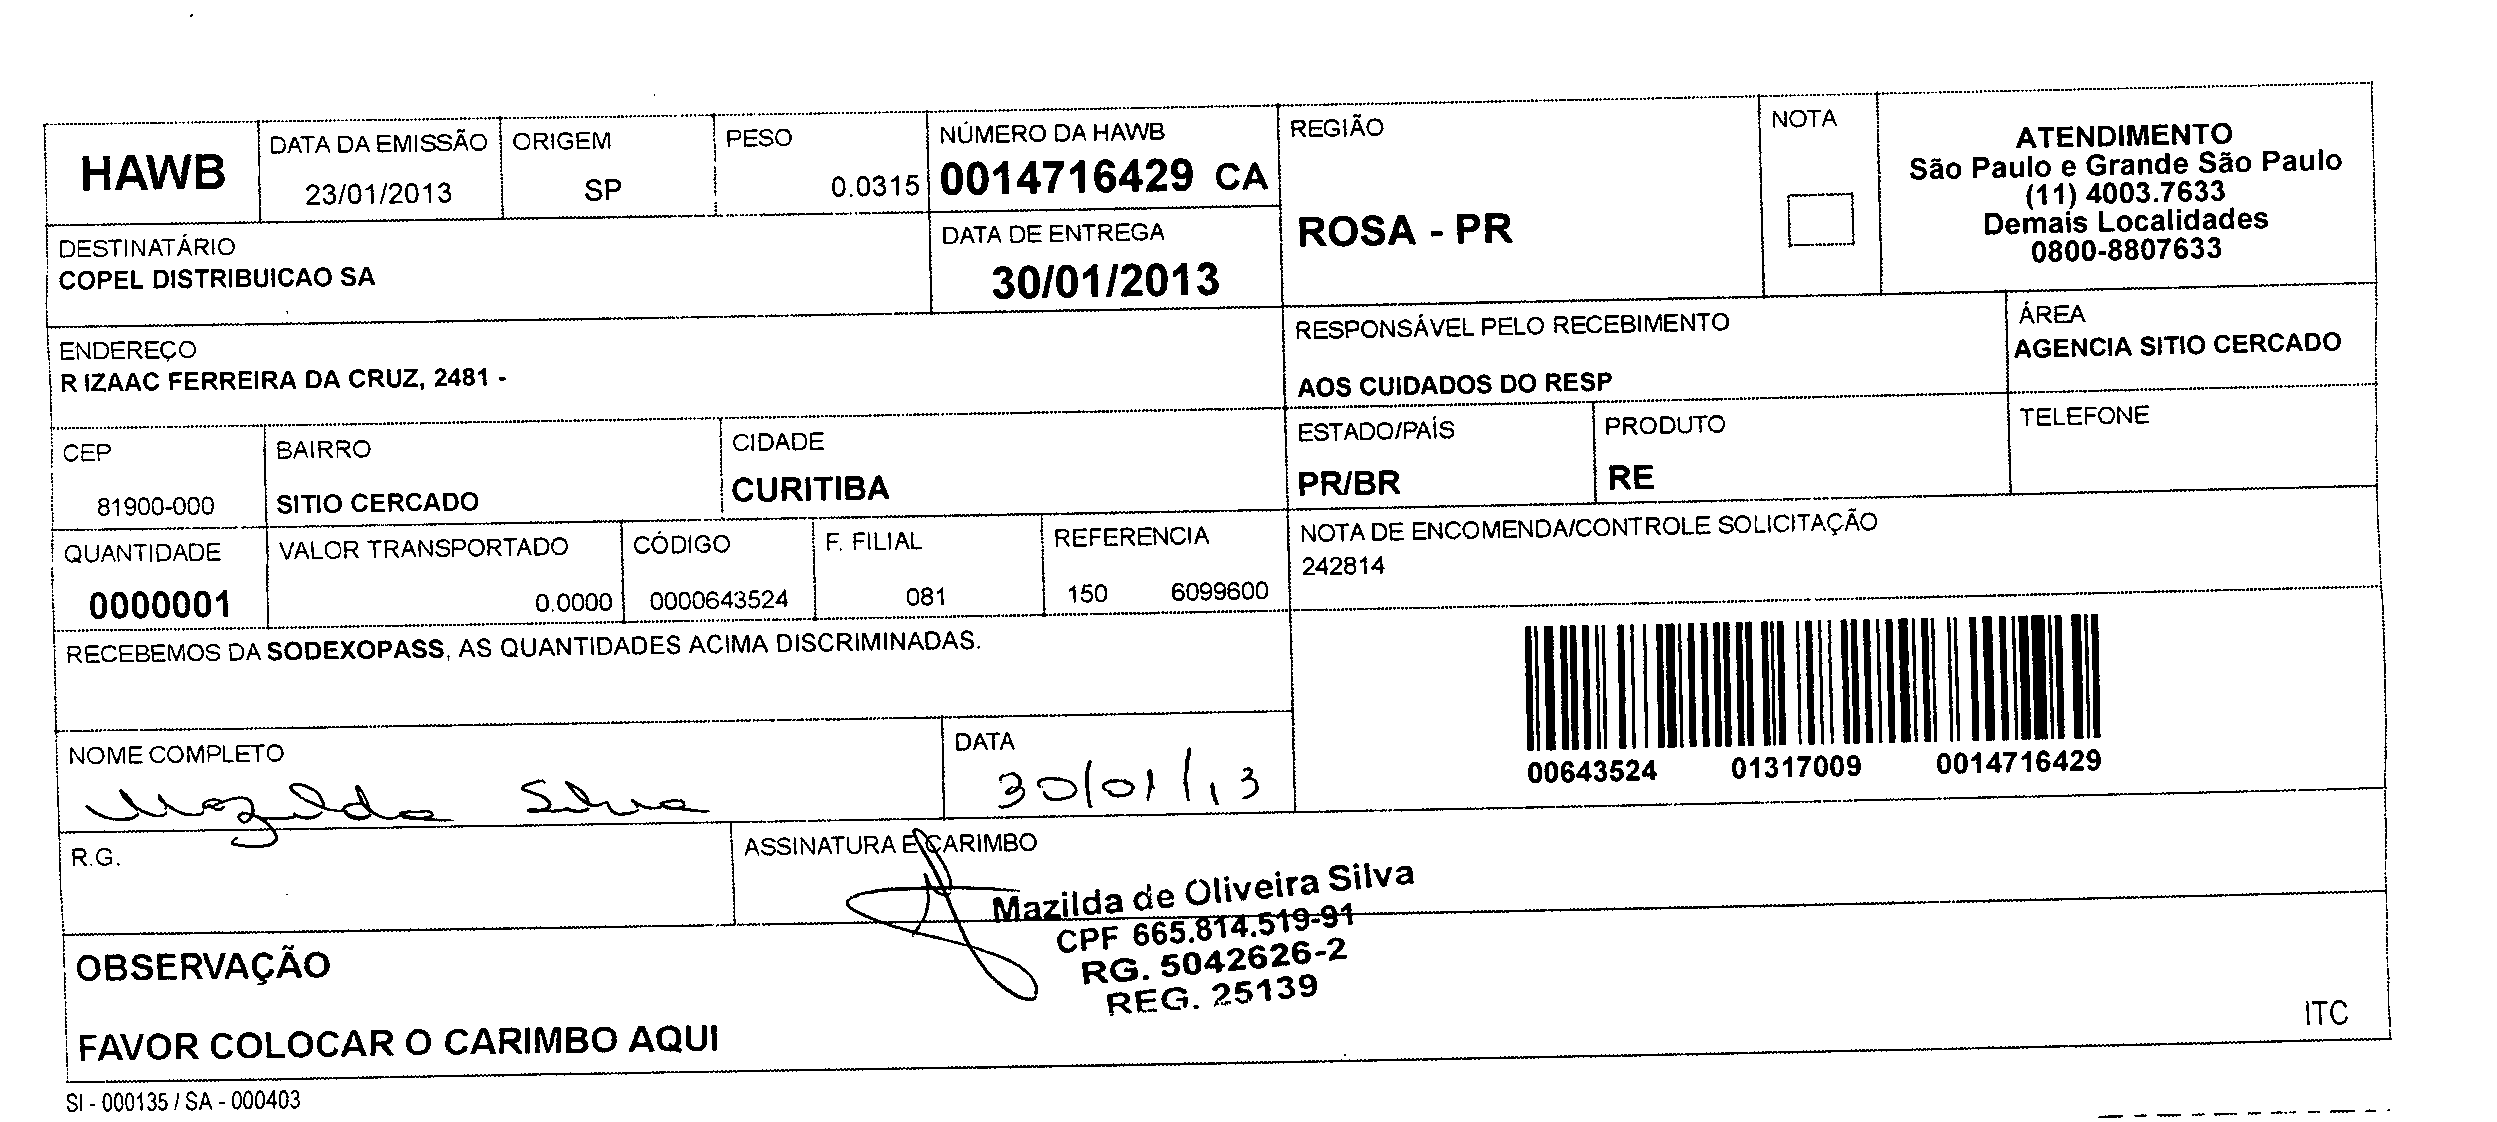 HAWB
DATA DA EMISSÃO
23/01/2013
ORIGEM
SP
PESO
0.0315
NÚMERO DA HAWB
0014716429 CA
REGIÃO
ROSA - PR
NOTA
ATENDIMENTO
São Paulo e Grande São Paulo
(11) 4003.7633
Demais Localidades
0800-8807633
DESTINATÁRIO
COPEL DISTRIBUICAO SA
DATA DE ENTREGA
30/01/2013
ENDEREÇO
R IZAAC FERREIRA DA CRUZ, 2481 -
RESPONSÁVEL PELO RECEBIMENTO
AOS CUIDADOS DO RESP
ÁREA
AGENCIA SITIO CERCADO
CEP
81900-000
BAIRRO
SITIO CERCADO
CIDADE
CURITIBA
ESTADO/PAÍS
PR/BR
PRODUTO
RE
TELEFONE
QUANTIDADE
0000001
VALOR TRANSPORTADO
0.0000
CÓDIGO
0000643524
F. FILIAL
081
REFERENCIA
150 6099600
NOTA DE ENCOMENDA/CONTROLE SOLICITAÇÃO
242814
RECEBEMOS DA SODEXOPASS, AS QUANTIDADES ACIMA DISCRIMINADAS.
00643524 01317009 0014716429
NOME COMPLETO
Mazilda Silva
DATA
30/01/13
R.G.
ASSINATURA E CARIMBO
Mazilda de Oliveira Silva
CPF 665.814.519-91
RG. 5042626-2
REG. 25139
OBSERVAÇÃO
FAVOR COLOCAR O CARIMBO AQUI
ITC
SI - 000135 / SA - 000403